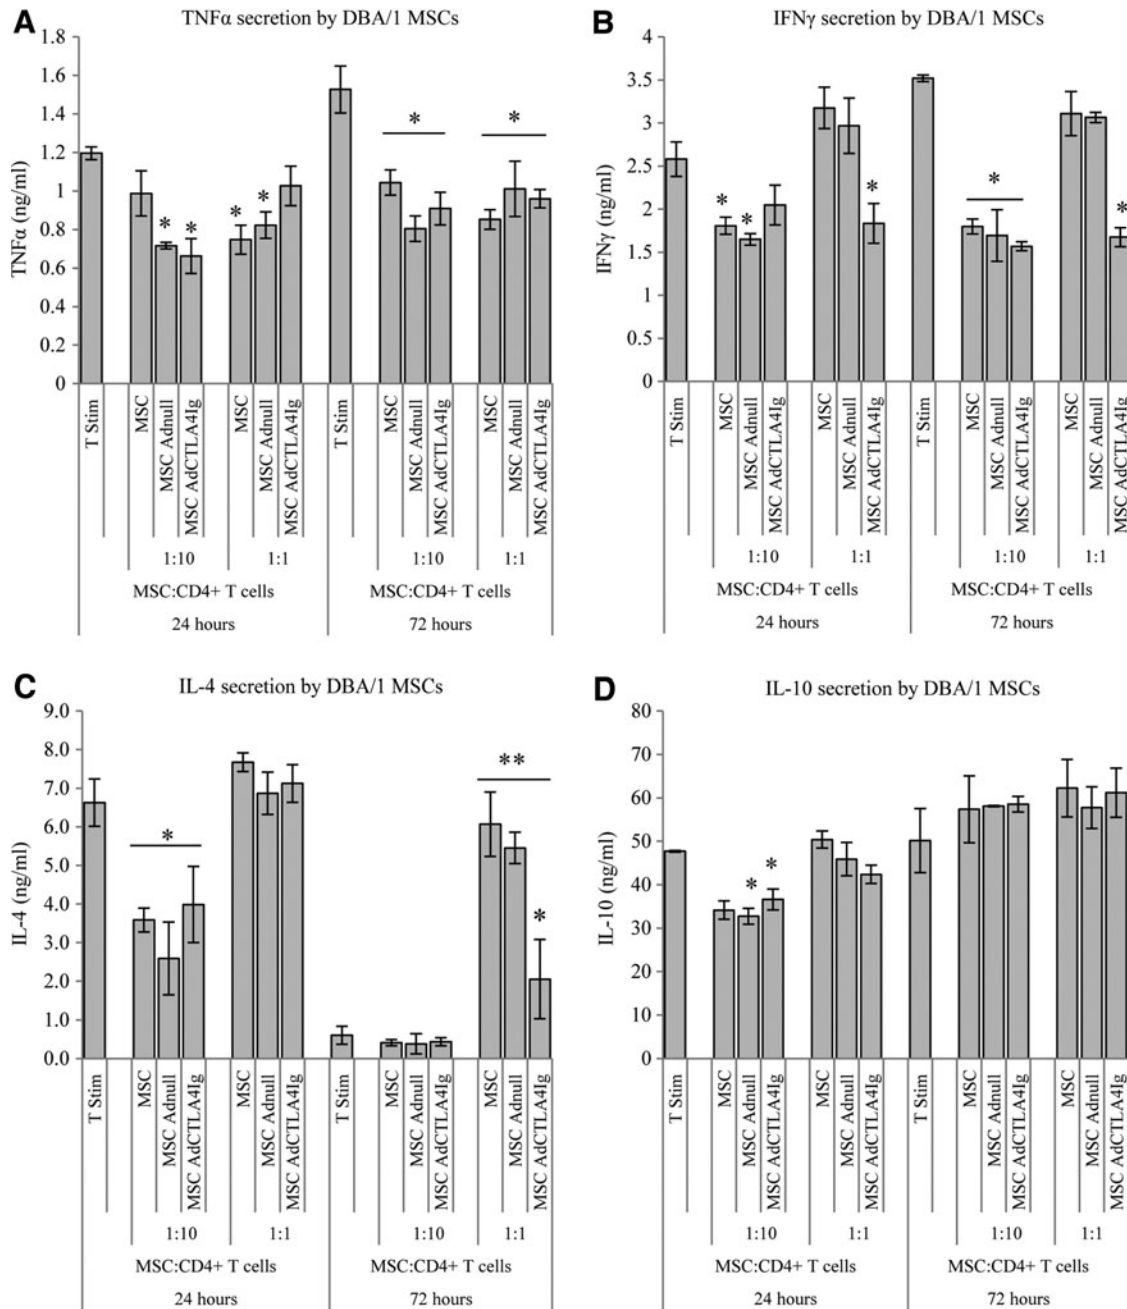 A
TNFα secretion by DBA/1 MSCs
1.8
1.6
1.4
1.2
1
0.8
0.6
0.4
0.2
0
TNFα (ng/ml)
* * * * * *
T Stim
MSC
MSC Adnull
MSC AdCTLA4Ig
MSC
MSC Adnull
MSC AdCTLA4Ig
T Stim
MSC
MSC Adnull
MSC AdCTLA4Ig
MSC
MSC Adnull
MSC AdCTLA4Ig
1:10 1:1 1:10 1:1
MSC:CD4+ T cells MSC:CD4+ T cells
24 hours 72 hours
B
IFNγ secretion by DBA/1 MSCs
4
3.5
3
2.5
2
1.5
1
0.5
0
IFNγ (ng/ml)
* * * * *
T Stim
MSC
MSC Adnull
MSC AdCTLA4Ig
MSC
MSC Adnull
MSC AdCTLA4Ig
T Stim
MSC
MSC Adnull
MSC AdCTLA4Ig
MSC
MSC Adnull
MSC AdCTLA4Ig
1:10 1:1 1:10 1:1
MSC:CD4+ T cells MSC:CD4+ T cells
24 hours 72 hours
C
IL-4 secretion by DBA/1 MSCs
9.0
8.0
7.0
6.0
5.0
4.0
3.0
2.0
1.0
0.0
IL-4 (ng/ml)
* ** *
T Stim
MSC
MSC Adnull
MSC AdCTLA4Ig
MSC
MSC Adnull
MSC AdCTLA4Ig
T Stim
MSC
MSC Adnull
MSC AdCTLA4Ig
MSC
MSC Adnull
MSC AdCTLA4Ig
1:10 1:1 1:10 1:1
MSC:CD4+ T cells MSC:CD4+ T cells
24 hours 72 hours
D
IL-10 secretion by DBA/1 MSCs
80
70
60
50
40
30
20
10
0
IL-10 (ng/ml)
* *
T Stim
MSC
MSC Adnull
MSC AdCTLA4Ig
MSC
MSC Adnull
MSC AdCTLA4Ig
T Stim
MSC
MSC Adnull
MSC AdCTLA4Ig
MSC
MSC Adnull
MSC AdCTLA4Ig
1:10 1:1 1:10 1:1
MSC:CD4+ T cells MSC:CD4+ T cells
24 hours 72 hours